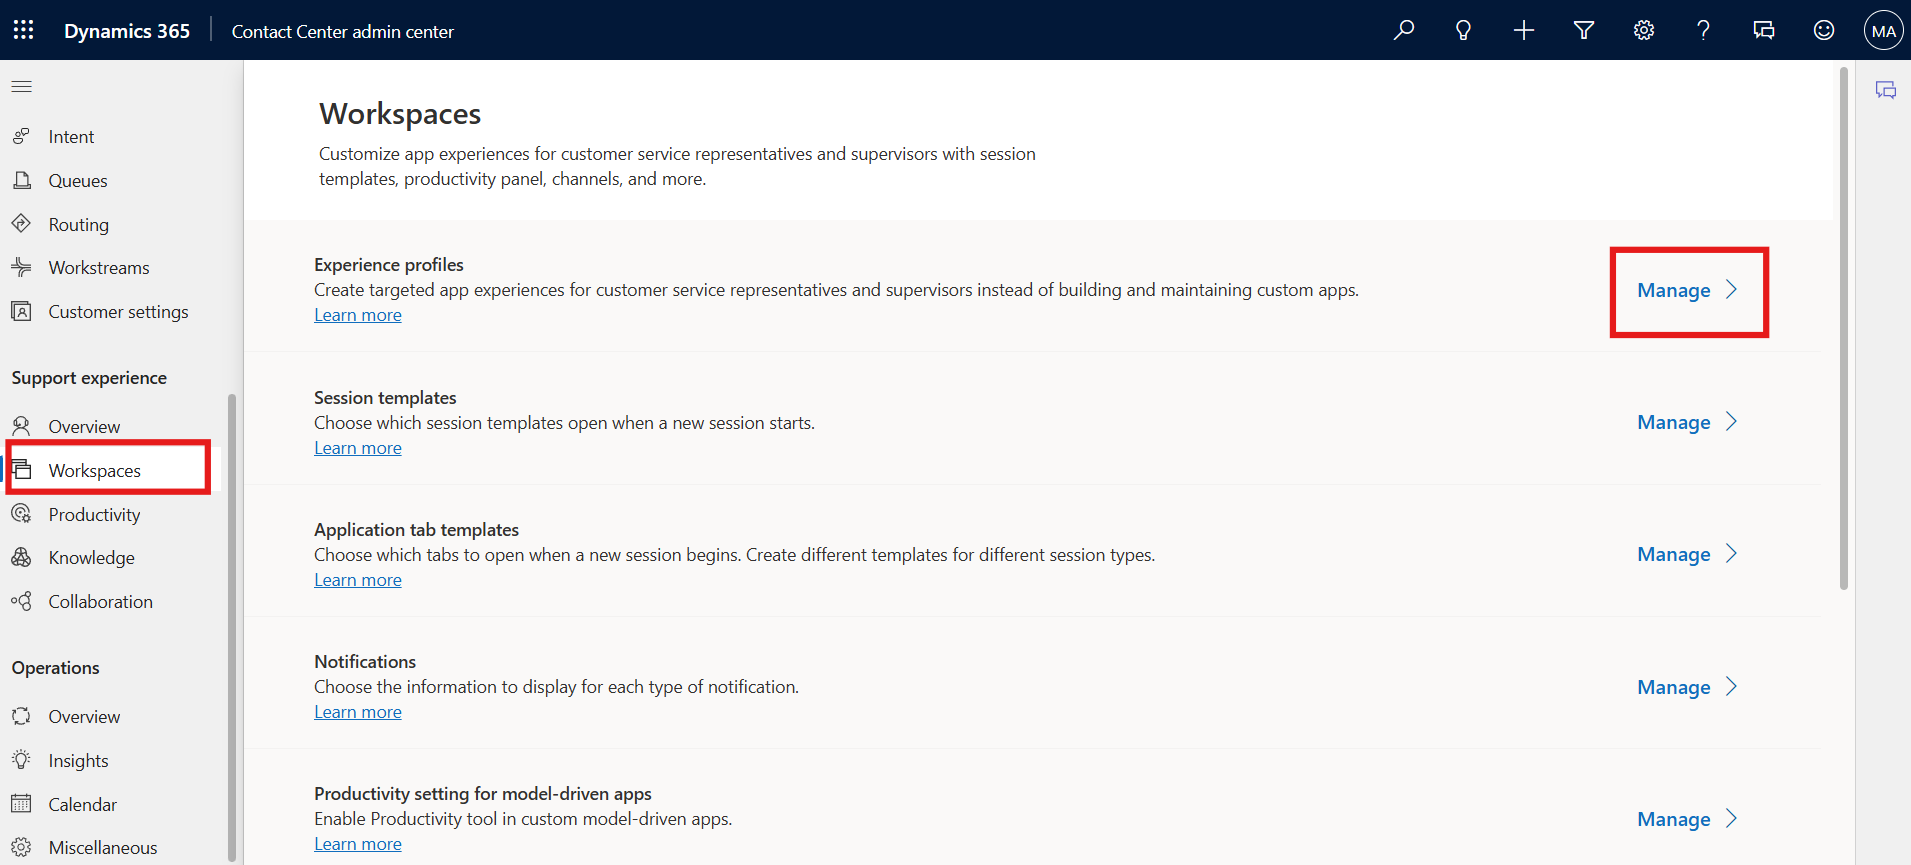 Dynamics 365
Contact Center admin center
MA
Intent
Queues
Routing
Workstreams
Customer settings
Support experience
Overview
Workspaces
Productivity
Knowledge
Collaboration
Operations
Overview
Insights
Calendar
Miscellaneous
Workspaces
Customize app experiences for customer service representatives and supervisors with session
templates, productivity panel, channels, and more.
Experience profiles
Create targeted app experiences for customer service representatives and supervisors instead of building and maintaining custom apps.
Learn more
Manage
Session templates
Choose which session templates open when a new session starts.
Learn more
Manage
Application tab templates
Choose which tabs to open when a new session begins. Create different templates for different session types.
Learn more
Manage
Notifications
Choose the information to display for each type of notification.
Learn more
Manage
Productivity setting for model-driven apps
Enable Productivity tool in custom model-driven apps.
Learn more
Manage